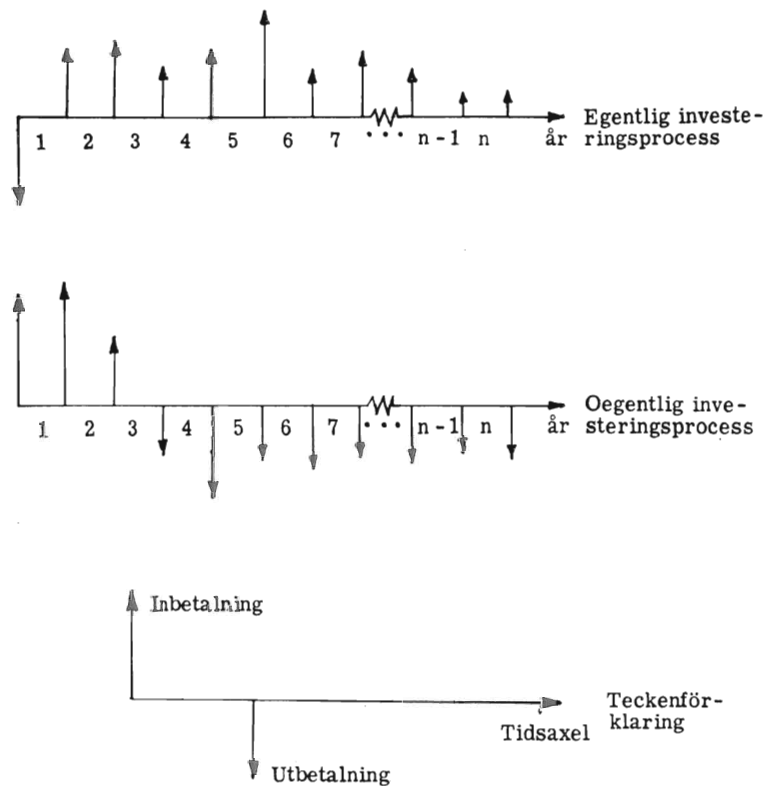 Egentlig investe-
1 2 3 4 5 6 7 ... n-1 n år ringsprocess
Oegentlig inve-
1 2 3 4 5 6 7 ... n-1 n år steringsprocess
Inbetalning
Teckenför-
klaring
Tidsaxel
Utbetalning